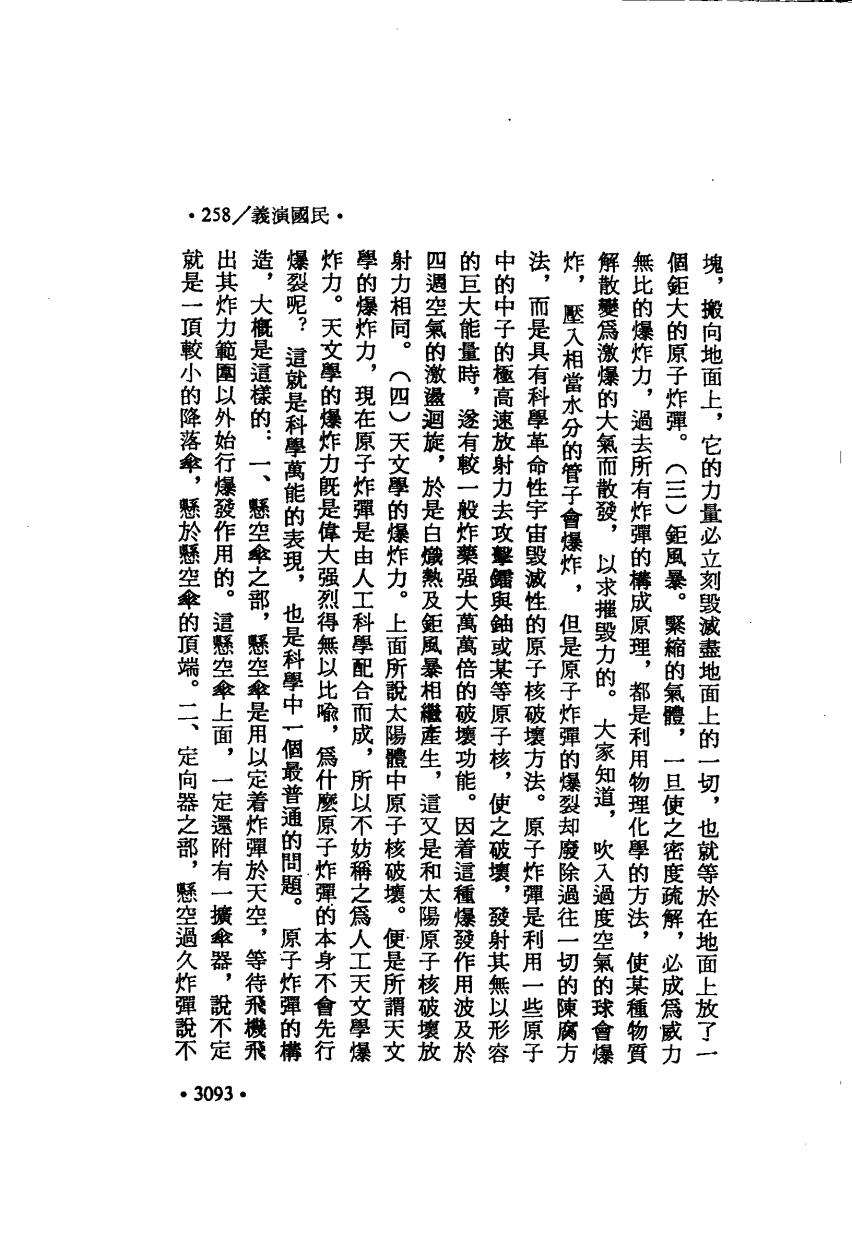 •258／義演國民•
塊，搬向地面上，它的力量必立刻毀滅盡地面上的一切，也就等於在地面上放了一
個鉅大的原子炸彈。（三）鉅風暴。緊縮的氣體，一旦使之密度疏解，必成爲威力
無比的爆炸力，過去所有炸彈的構成原理，都是利用物理化學的方法，使某種物質
解散變爲激爆的大氣而散發，以求摧毀力的。大家知道，吹入過度空氣的球會爆
炸，壓入相當水分的管子會爆炸，但是原子炸彈的爆裂却廢除過往一切的陳腐方
法，而是具有科學革命性宇宙毀滅性的原子核破壞方法。原子炸彈是利用一些原子
中的中子的極高速放射力去攻擊鐳與鈾或某等原子核，使之破壞，發射其無以形容
的巨大能量時，遂有較一般炸藥强大萬萬倍的破壞功能。因着這種爆發作用波及於
四週空氣的激盪迴旋，於是白熾熱及鉅風暴相繼產生，這又是和太陽原子核破壞放
射力相同。（四）天文學的爆炸力。上面所說太陽體中原子核破壞。便是所謂天文
學的爆炸力，現在原子炸彈是由人工科學配合而成，所以不妨稱之爲人工天文學爆
炸力。天文學的爆炸力既是偉大强烈得無以比喩，爲什麼原子炸彈的本身不會先行
爆裂呢？這就是科學萬能的表現，也是科學中一個最普通的問題。原子炸彈的構
造，大概是這樣的：一、懸空傘之部，懸空傘是用以定着炸彈於天空，等待飛機飛
出其炸力範圍以外始行爆發作用的。這懸空傘上面，一定還附有一擴傘器，說不定
就是一頂較小的降落傘，懸於懸空傘的頂端。二、定向器之部，懸空過久炸彈說不
•3093•